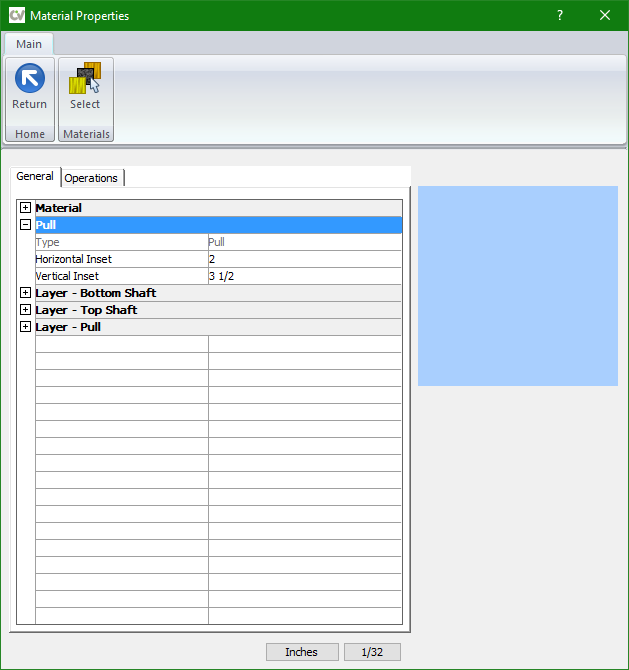 CV Material Properties ?
Main
Return Select
Home Materials
General Operations
Material
Pull
Type Pull
Horizontal Inset 2
Vertical Inset 3 1/2
Layer - Bottom Shaft
Layer - Top Shaft
Layer - Pull
Inches 1/32